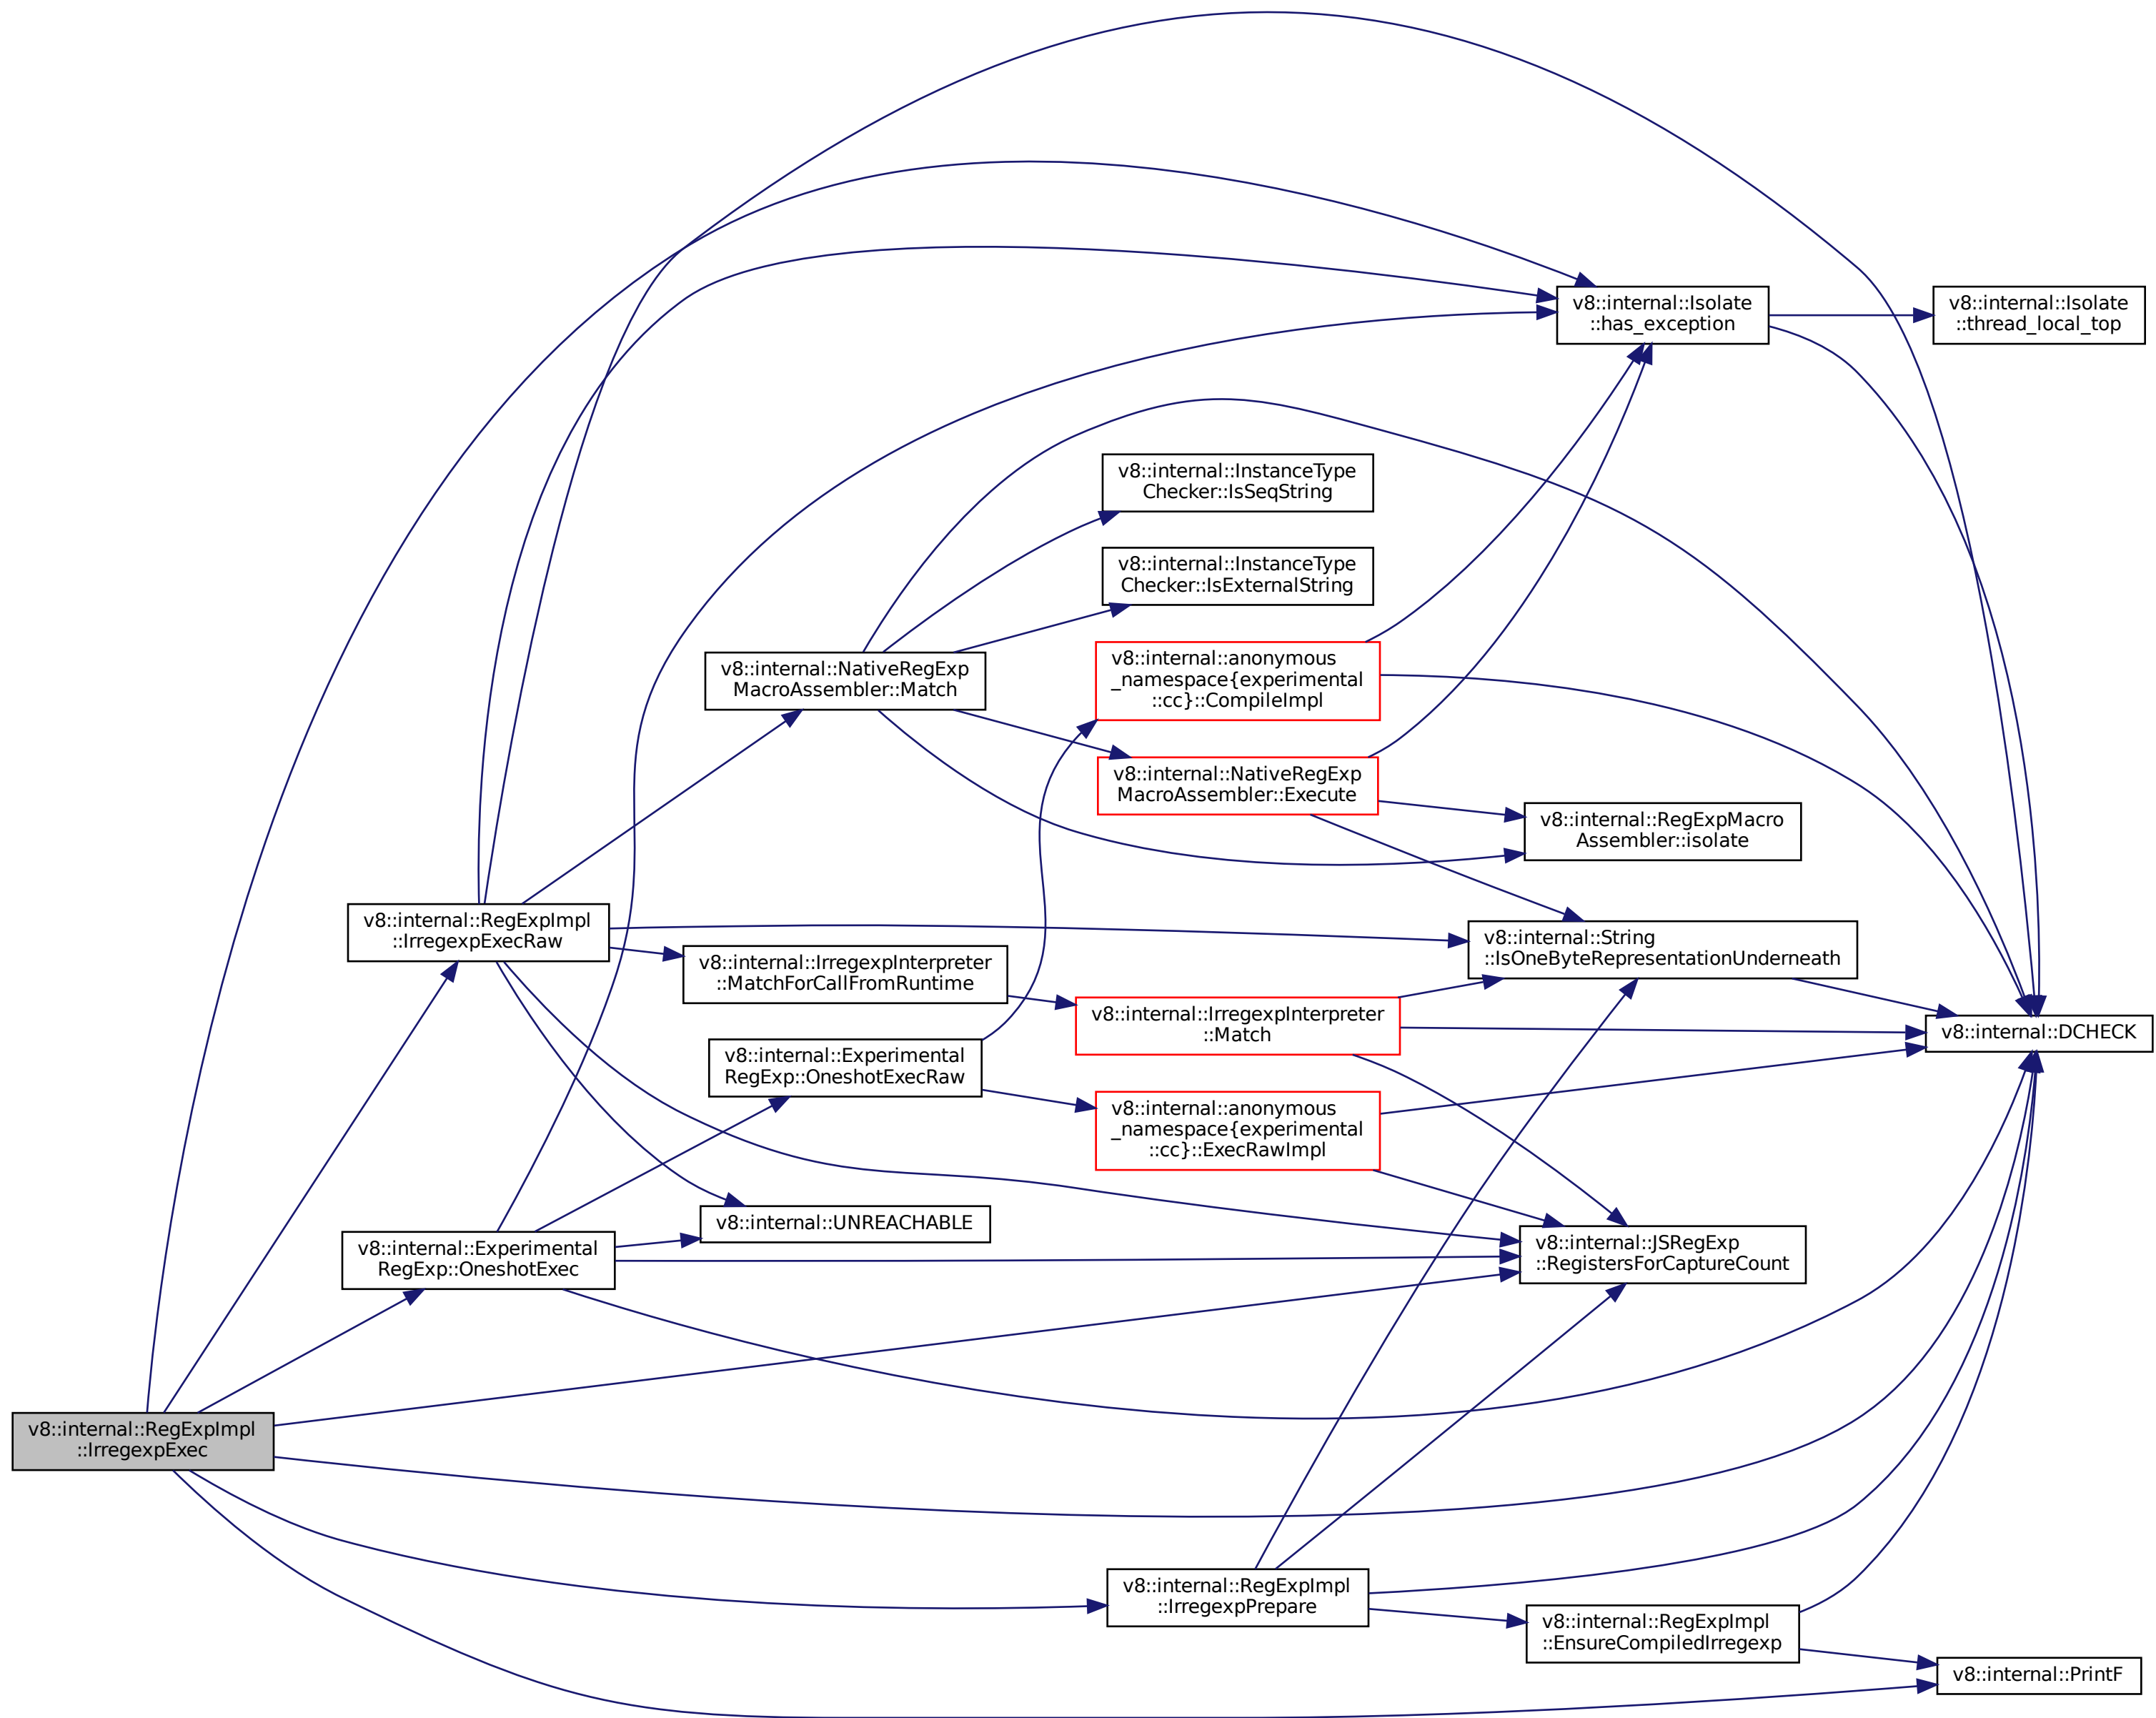 v8::internal::Isolate
::has_exception
v8::internal::Isolate
::thread_local_top
v8::internal::InstanceType
Checker::IsSeqString
v8::internal::InstanceType
Checker::IsExternalString
v8::internal::NativeRegExp
MacroAssembler::Match
v8::internal::anonymous
_namespace{experimental
::cc}::CompileImpl
v8::internal::NativeRegExp
MacroAssembler::Execute
v8::internal::RegExpMacro
Assembler::isolate
v8::internal::RegExpImpl
::IrregexpExecRaw
v8::internal::String
::IsOneByteRepresentationUnderneath
v8::internal::IrregexpInterpreter
::MatchForCallFromRuntime
v8::internal::IrregexpInterpreter
::Match
v8::internal::DCHECK
v8::internal::Experimental
RegExp::OneshotExecRaw
v8::internal::anonymous
_namespace{experimental
::cc}::ExecRawImpl
v8::internal::UNREACHABLE
v8::internal::Experimental
RegExp::OneshotExec
v8::internal::JSRegExp
::RegistersForCaptureCount
v8::internal::RegExpImpl
::IrregexpExec
v8::internal::RegExpImpl
::IrregexpPrepare
v8::internal::RegExpImpl
::EnsureCompiledIrregexp
v8::internal::PrintF